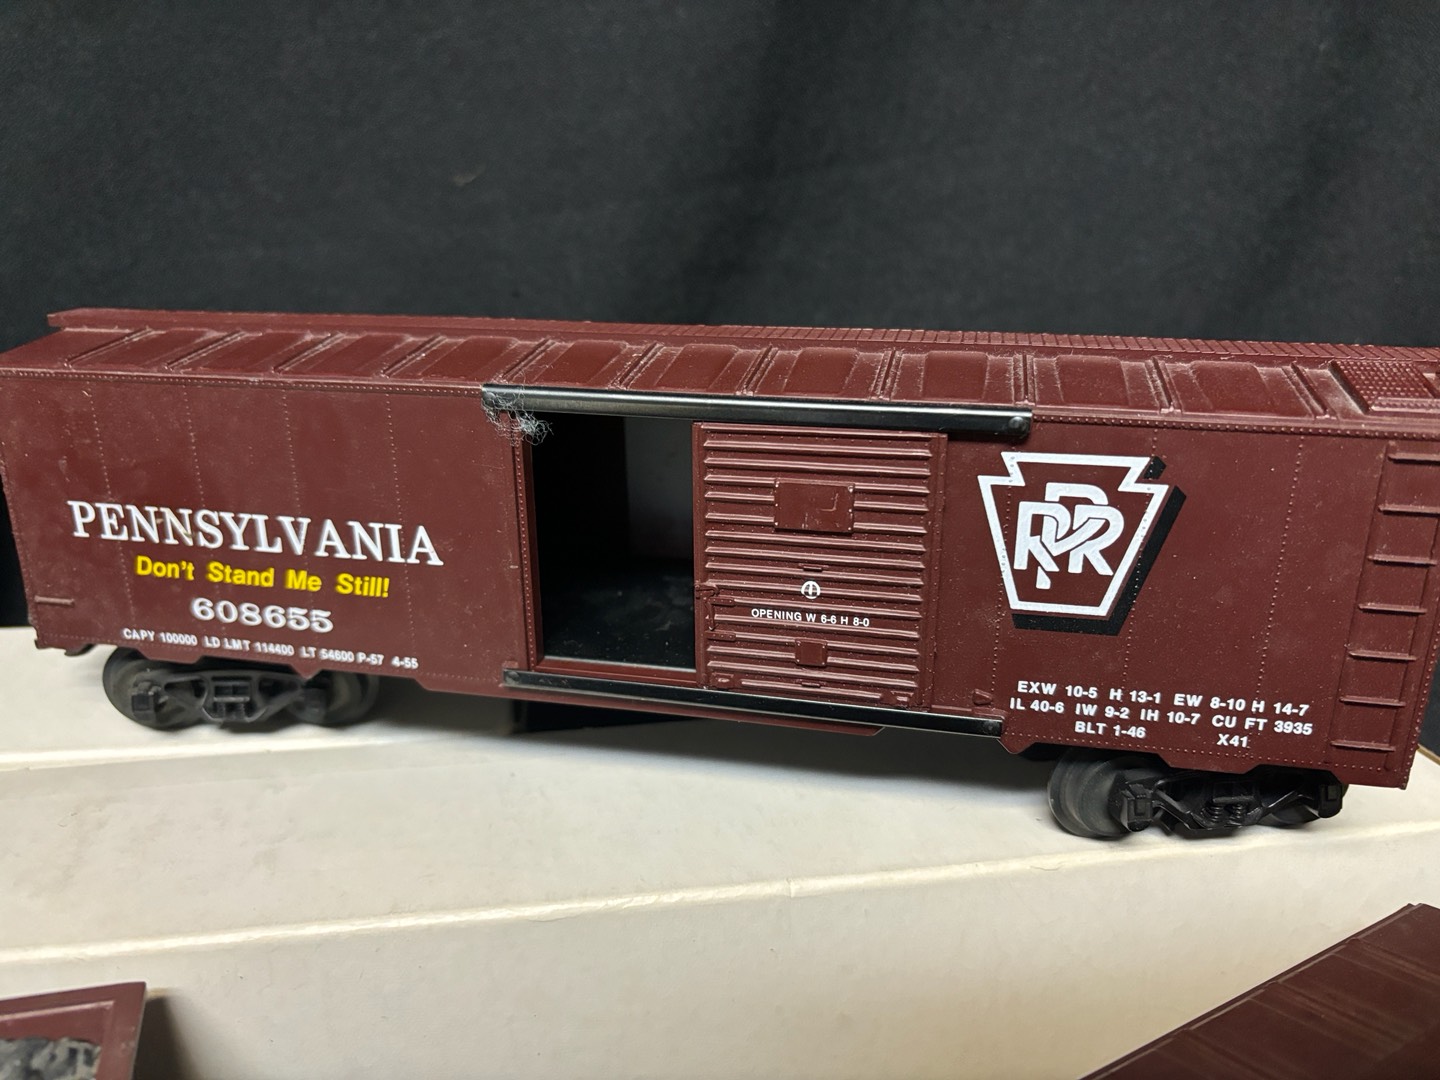 PENNSYLVANIA
Don't Stand Me Still!
608655
CAPY 100000 LD LMT 114400 LT 54600 P-57 4-55
OPENING W 6-6 H 8-0
PRR
EXW 10-5 H 13-1 EW 8-10 H 14-7
IL 40-6 IW 9-2 IH 10-7 CU FT 3935
BLT 1-46 X41